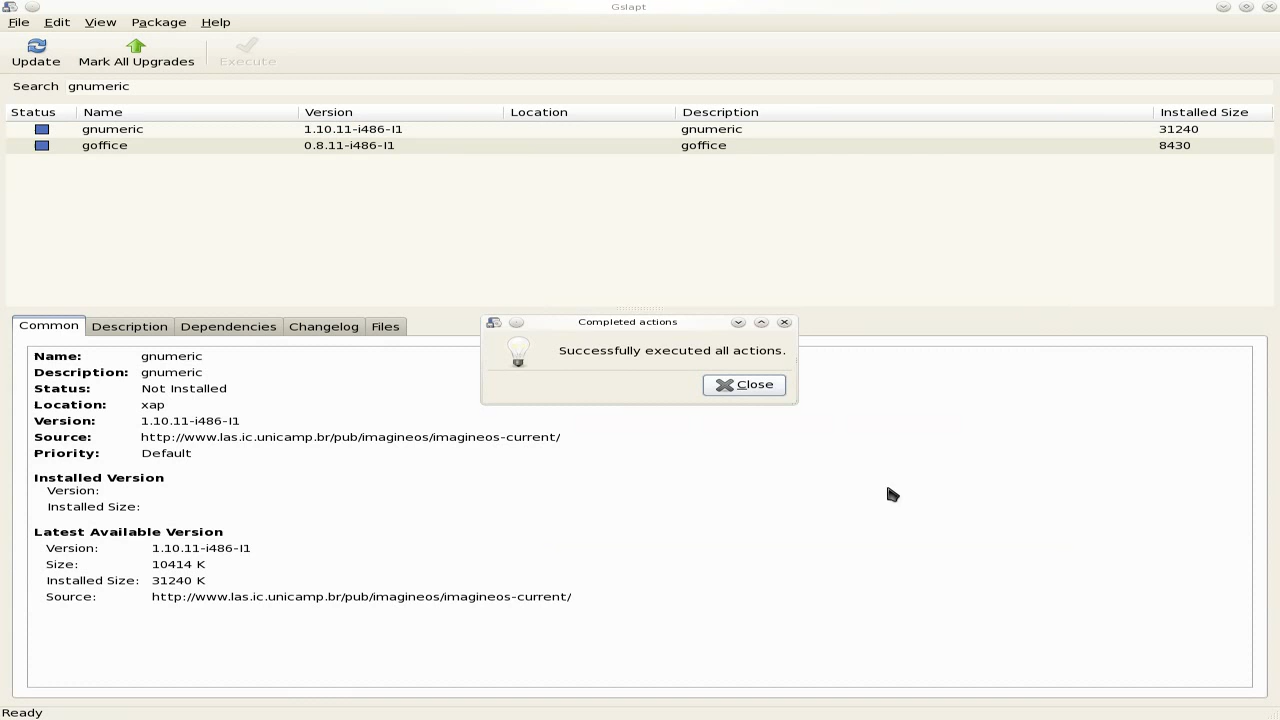 Gslapt
File Edit View Package Help
Update Mark All Upgrades Execute
Search gnumeric
Status Name Version Location Description Installed Size
gnumeric 1.10.11-i486-I1 gnumeric 31240
goffice 0.8.11-i486-I1 goffice 8430
Common Description Dependencies Changelog Files
Completed actions
Successfully executed all actions.
Close
Name: gnumeric
Description: gnumeric
Status: Not Installed
Location: xap
Version: 1.10.11-i486-I1
Source: http://www.las.ic.unicamp.br/pub/imagineos/imagineos-current/
Priority: Default
Installed Version
Version:
Installed Size:
Latest Available Version
Version: 1.10.11-i486-I1
Size: 10414 K
Installed Size: 31240 K
Source: http://www.las.ic.unicamp.br/pub/imagineos/imagineos-current/
Ready